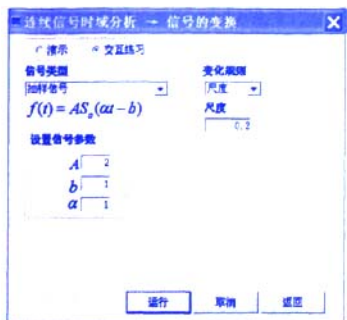 连续信号时域分析 → 信号的变换
演示 交互练习
信号类型 变化规则
抽样信号 尺度
f(t) = ASₐ(αt − b) 尺度
0.2
设置信号参数
A 2
b 1
α 1
运行 取消 返回